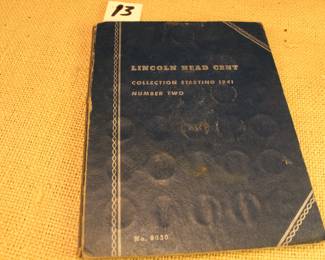 13
LINCOLN HEAD CENT
COLLECTION STARTING 1941
NUMBER TWO
No. 9030